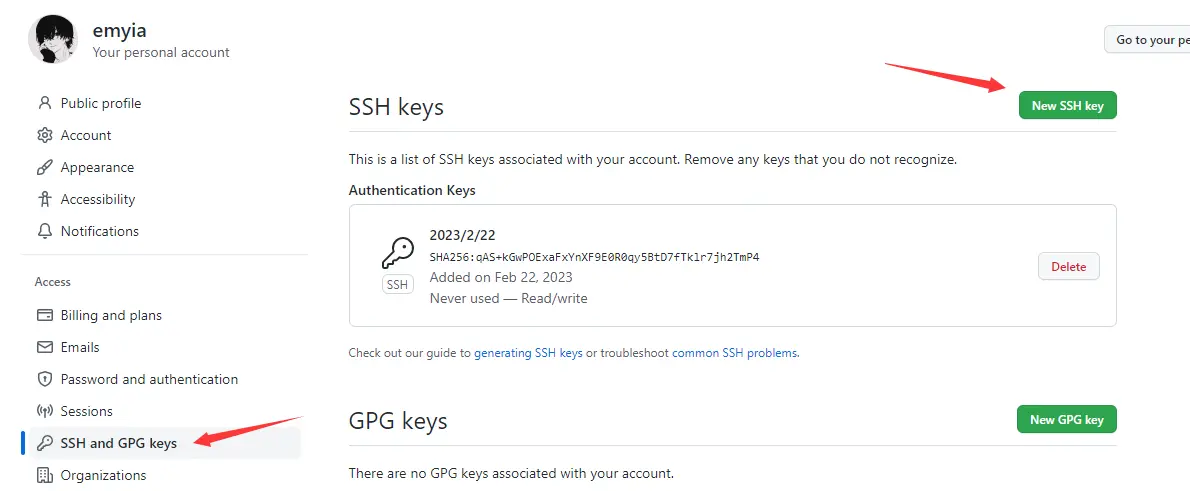 emyia
Your personal account
Go to your pe
Public profile
Account
Appearance
Accessibility
Notifications
Access
Billing and plans
Emails
Password and authentication
Sessions
SSH and GPG keys
Organizations
SSH keys
New SSH key
This is a list of SSH keys associated with your account. Remove any keys that you do not recognize.
Authentication Keys
2023/2/22
SHA256:qAS+kGwPOExaFxYnXF9E0R0qy5BtD7fTklr7jh2TmP4
SSH
Added on Feb 22, 2023
Never used — Read/write
Delete
Check out our guide to generating SSH keys or troubleshoot common SSH problems.
GPG keys
New GPG key
There are no GPG keys associated with your account.